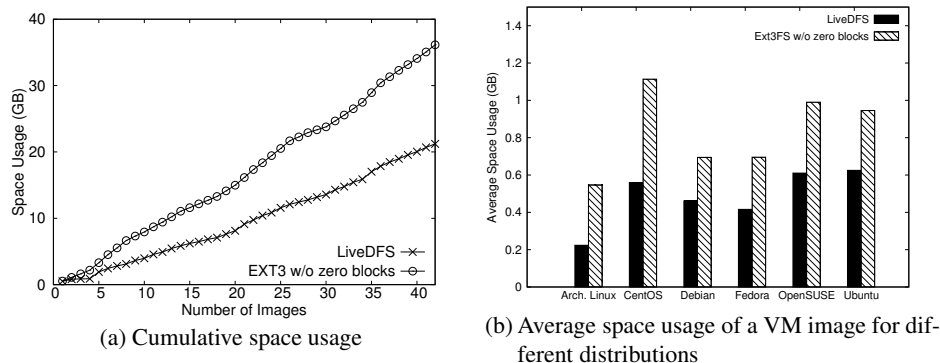 40
30
20
10
0
Space Usage (GB)
LiveDFS
EXT3 w/o zero blocks
0 5 10 15 20 25 30 35 40
Number of Images
(a) Cumulative space usage
1.4
1.2
1
0.8
0.6
0.4
0.2
0
Average Space Usage (GB)
LiveDFS
Ext3FS w/o zero blocks
Arch. Linux CentOS Debian Fedora OpenSUSE Ubuntu
(b) Average space usage of a VM image for dif-
ferent distributions